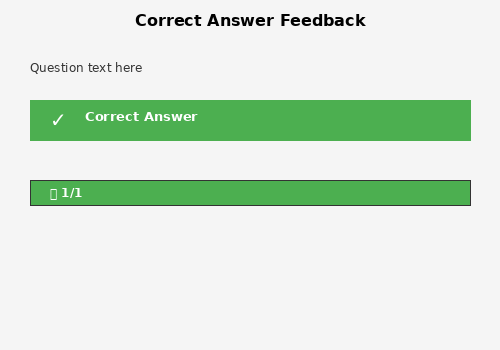 Correct Answer Feedback
Question text here
✓ Correct Answer
1/1